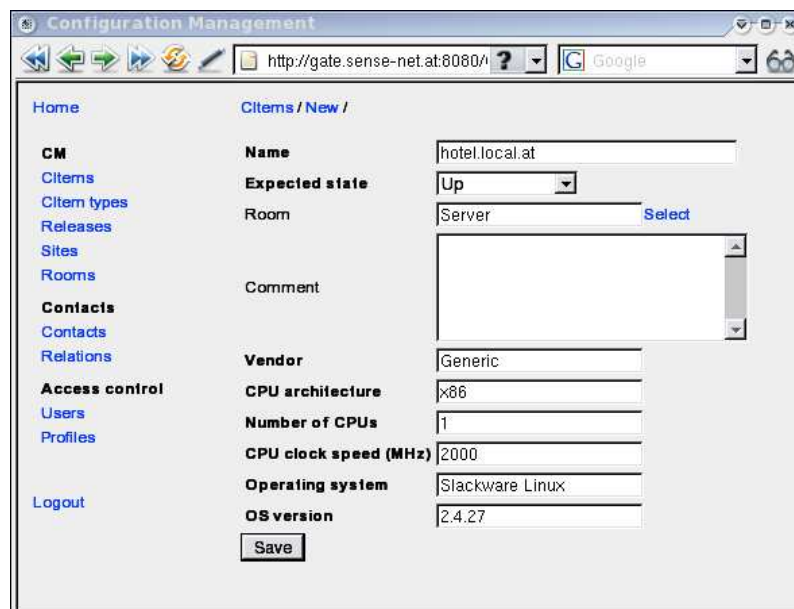 Configuration Management
http://gate.sense-net.at:8080/
?
G Google
Home
CItems / New /
CM
CItems
CItem types
Releases
Sites
Rooms
Contacts
Contacts
Relations
Access control
Users
Profiles
Logout
Name hotel.local.at
Expected state Up
Room Server Select
Comment
Vendor Generic
CPU architecture x86
Number of CPUs 1
CPU clock speed (MHz) 2000
Operating system Slackware Linux
OS version 2.4.27
Save